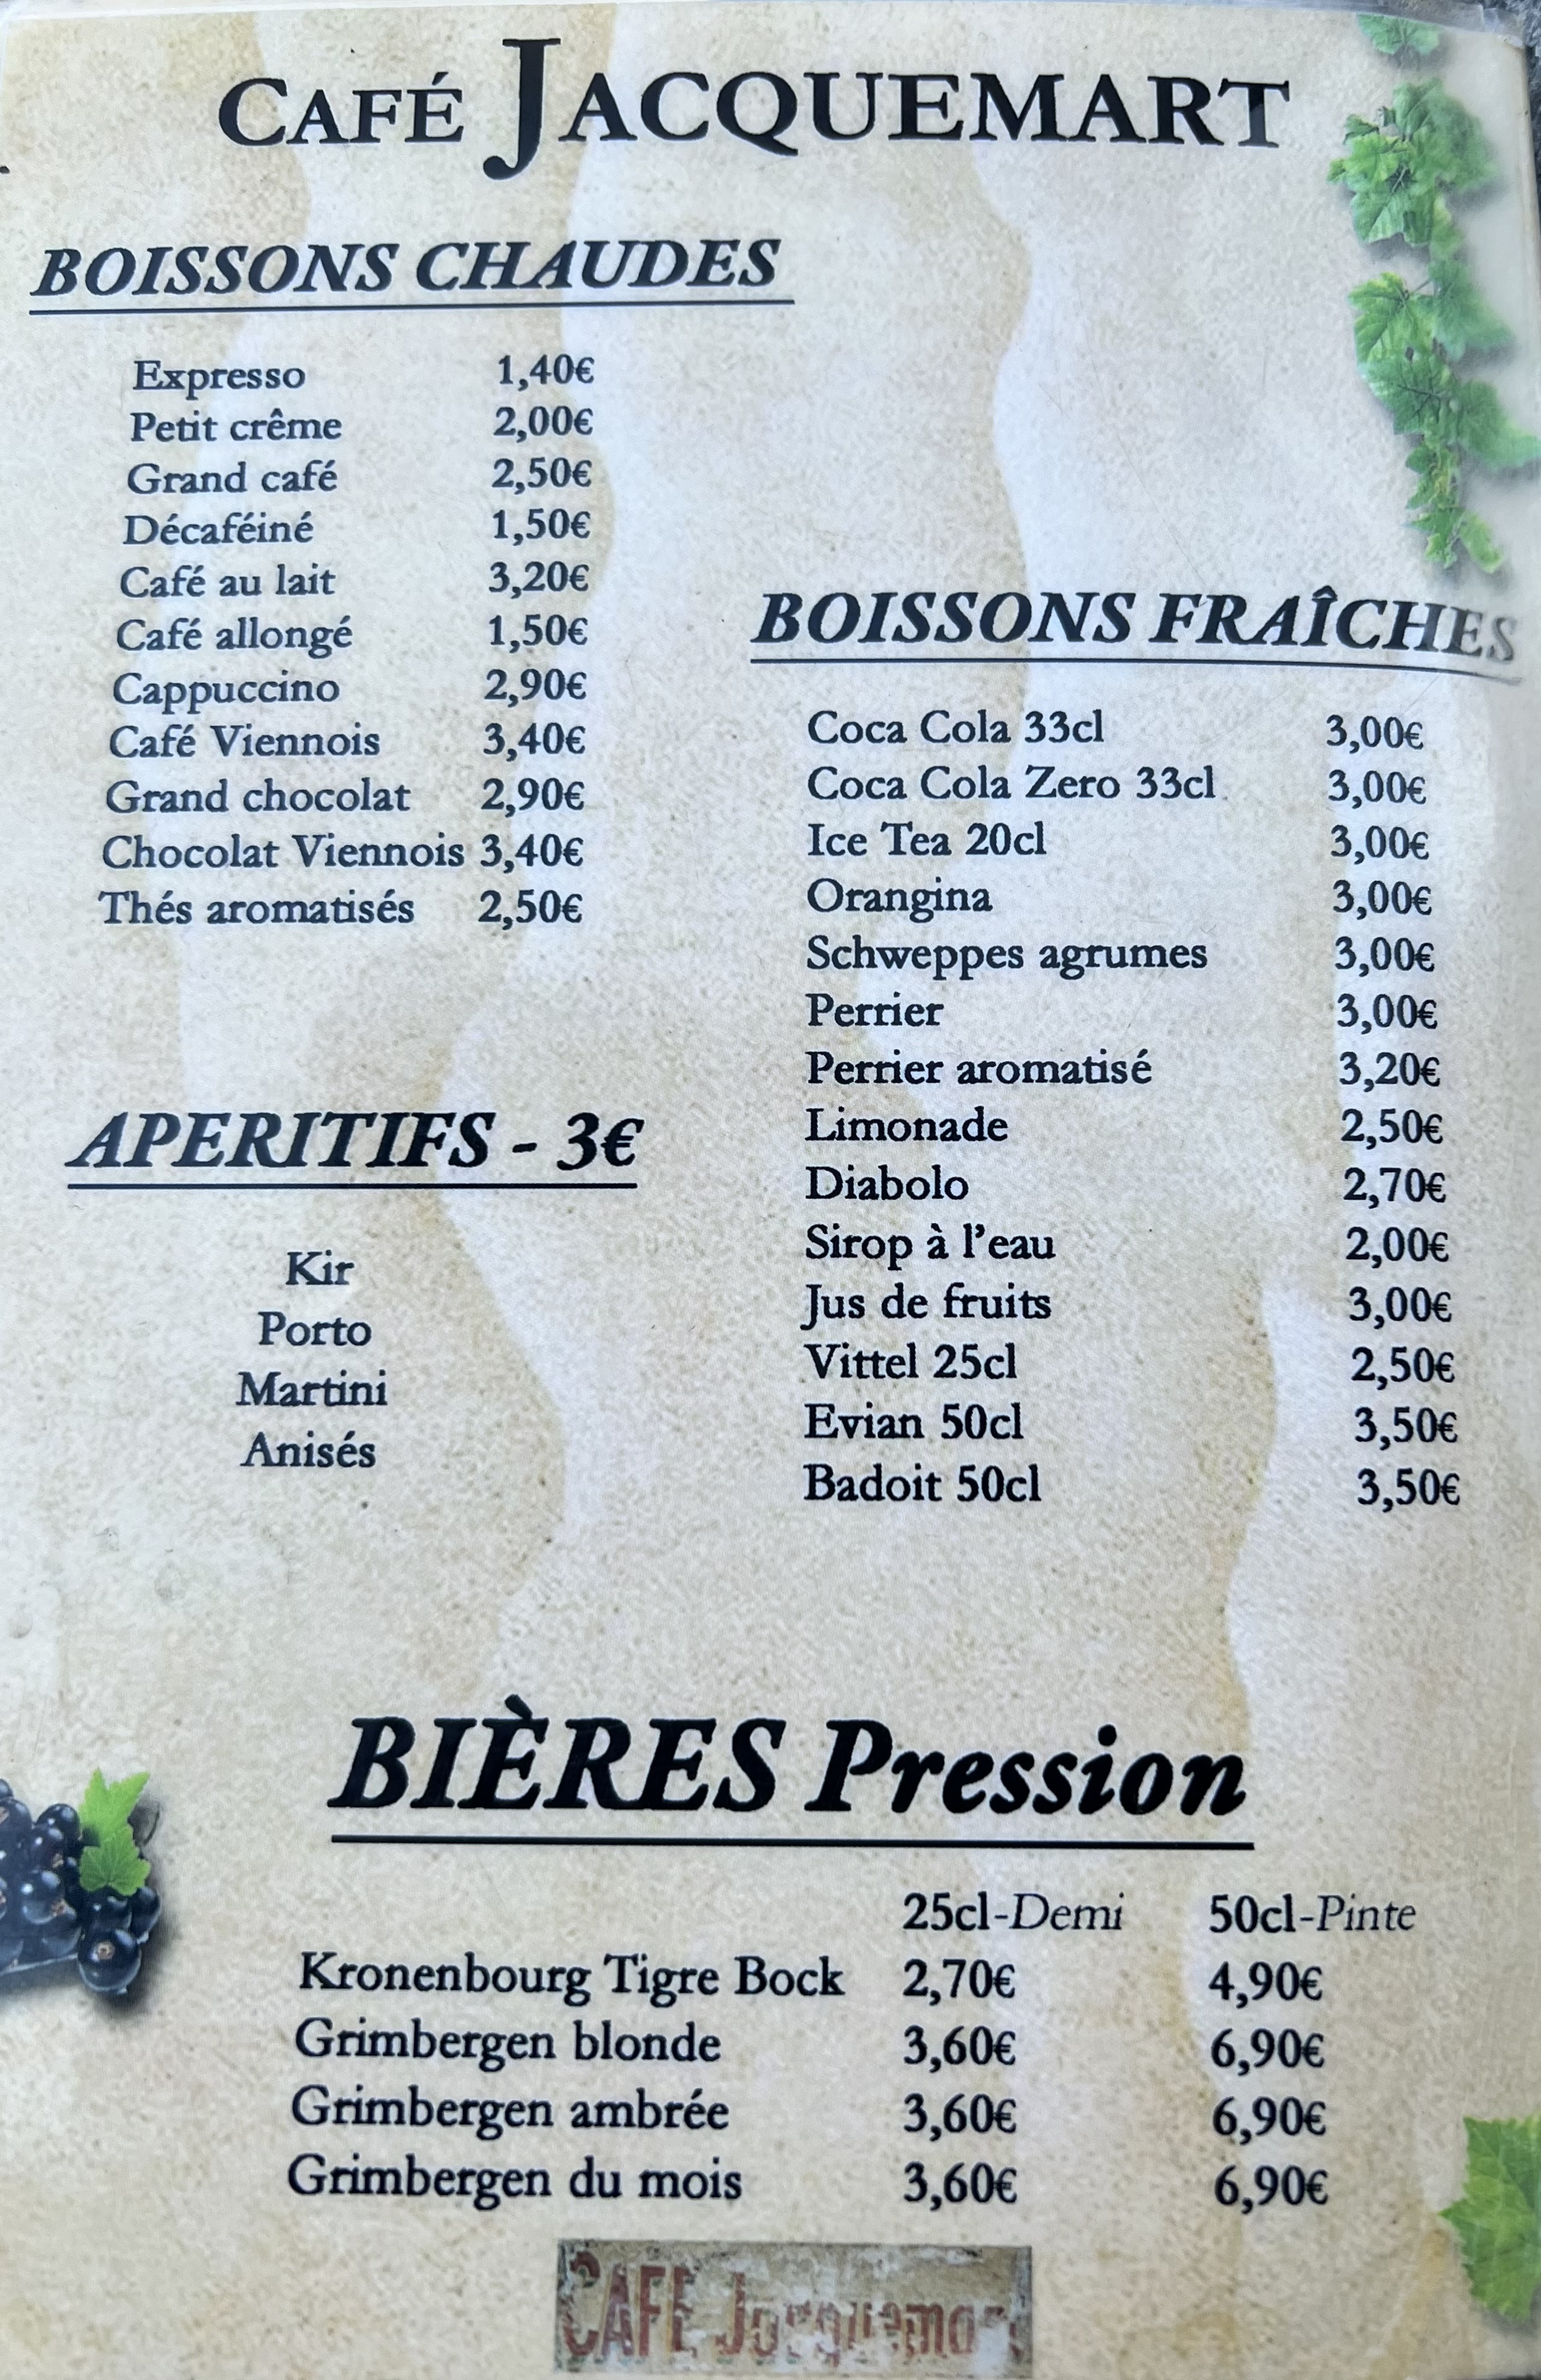 CAFÉ JACQUEMART
BOISSONS CHAUDES
Expresso 1,40€
Petit crême 2,00€
Grand café 2,50€
Décaféiné 1,50€
Café au lait 3,20€
Café allongé 1,50€
Cappuccino 2,90€
Café Viennois 3,40€
Grand chocolat 2,90€
Chocolat Viennois 3,40€
Thés aromatisés 2,50€
APERITIFS - 3€
Kir
Porto
Martini
Anisés
BOISSONS FRAÎCHES
Coca Cola 33cl 3,00€
Coca Cola Zero 33cl 3,00€
Ice Tea 20cl 3,00€
Orangina 3,00€
Schweppes agrumes 3,00€
Perrier 3,00€
Perrier aromatisé 3,20€
Limonade 2,50€
Diabolo 2,70€
Sirop à l'eau 2,00€
Jus de fruits 3,00€
Vittel 25cl 2,50€
Evian 50cl 3,50€
Badoit 50cl 3,50€
BIÈRES Pression
25cl-Demi 50cl-Pinte
Kronenbourg Tigre Bock 2,70€ 4,90€
Grimbergen blonde 3,60€ 6,90€
Grimbergen ambrée 3,60€ 6,90€
Grimbergen du mois 3,60€ 6,90€
CAFE Jacquemart